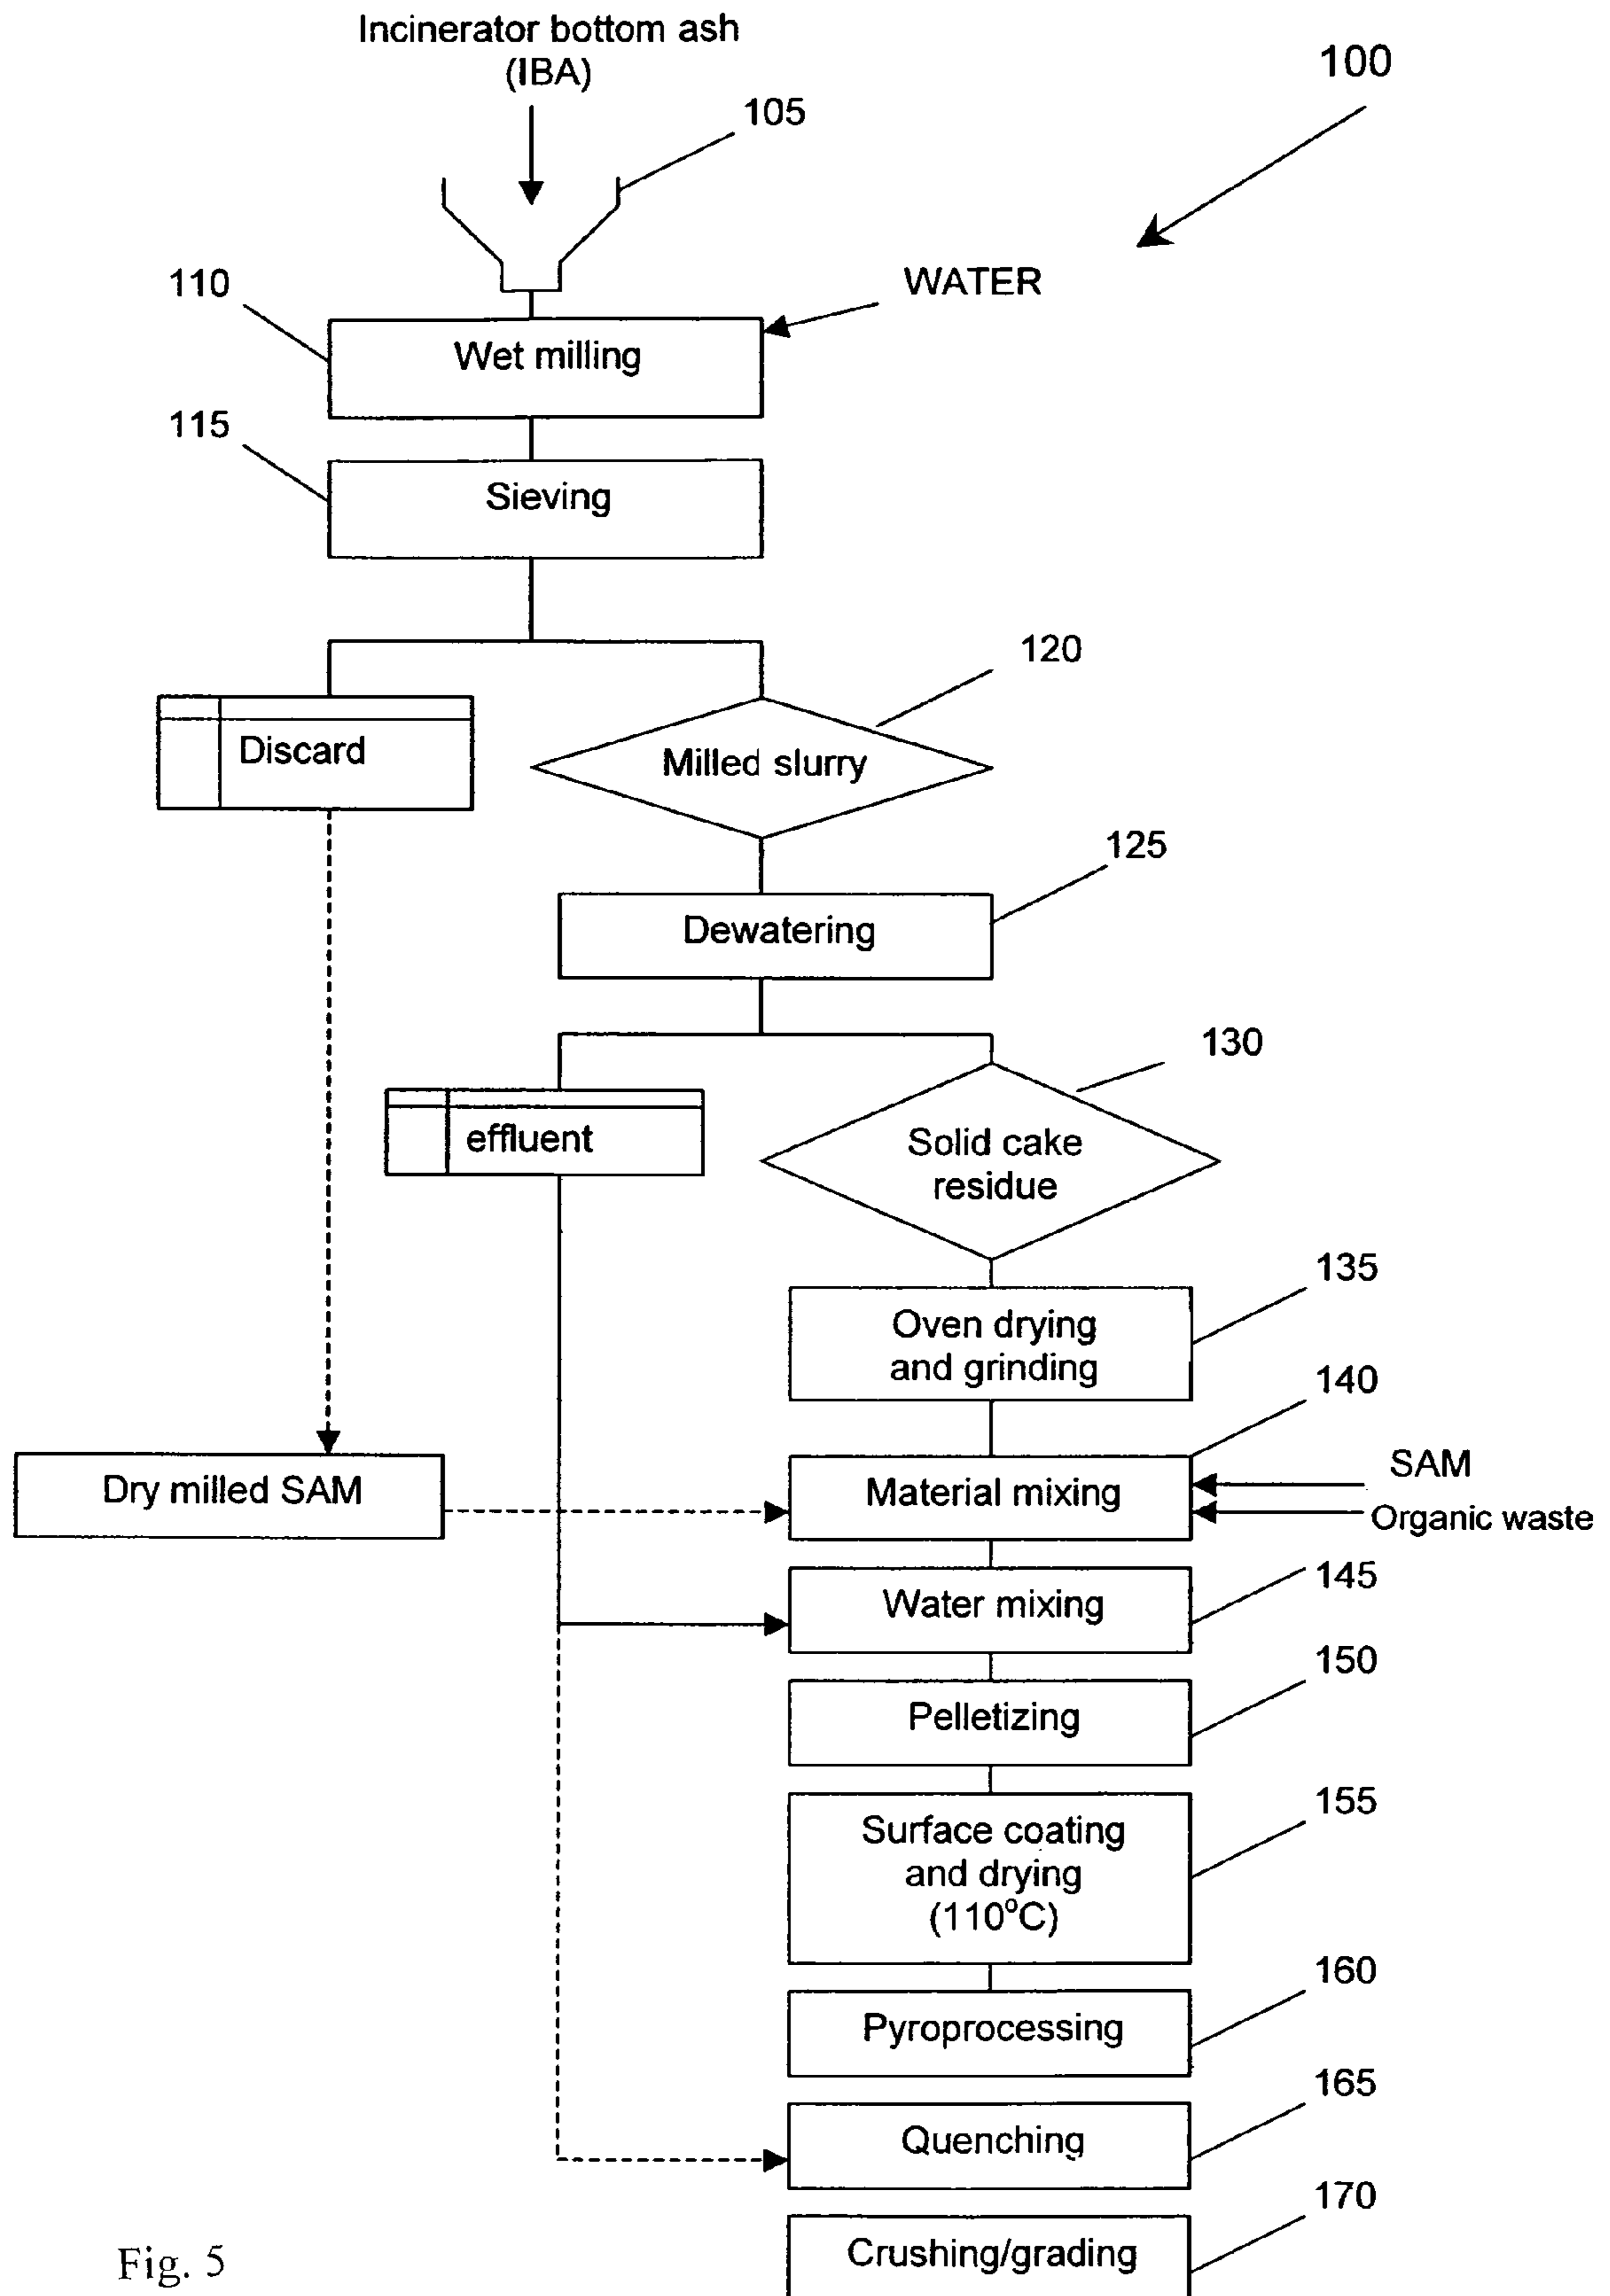 Incinerator bottom ash
(IBA)
100
105
110
WATER
Wet milling
115
Sieving
120
Discard
Milled slurry
125
Dewatering
130
effluent
Solid cake
residue
135
Oven drying
and grinding
140
Dry milled SAM
Material mixing
SAM
Organic waste
145
Water mixing
150
Pelletizing
155
Surface coating
and drying
(110°C)
160
Pyroprocessing
165
Quenching
170
Crushing/grading
Fig. 5